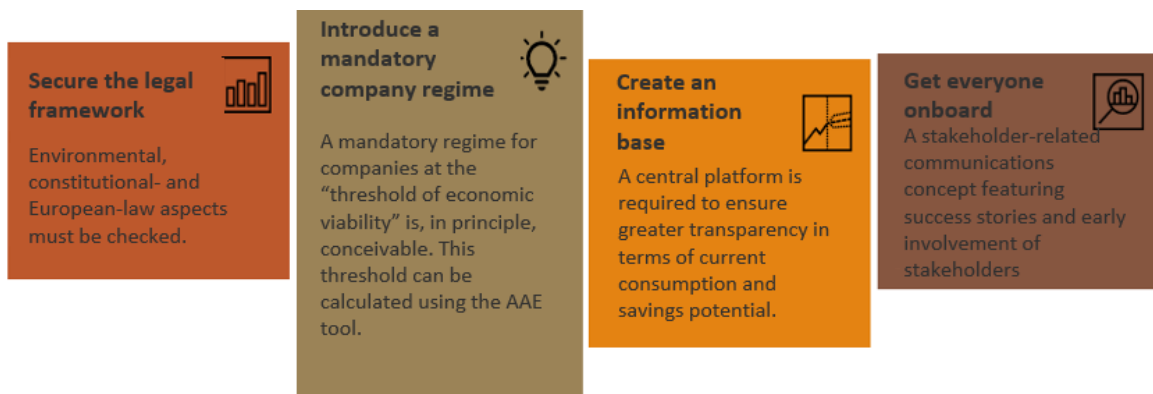 Secure the legal
framework
Environmental,
constitutional- and
European-law aspects
must be checked.
Introduce a
mandatory
company regime
A mandatory regime for
companies at the
“threshold of economic
viability” is, in principle,
conceivable. This
threshold can be
calculated using the AAE
tool.
Create an
information
base
A central platform is
required to ensure
greater transparency in
terms of current
consumption and
savings potential.
Get everyone
onboard
A stakeholder-related
communications
concept featuring
success stories and early
involvement of
stakeholders